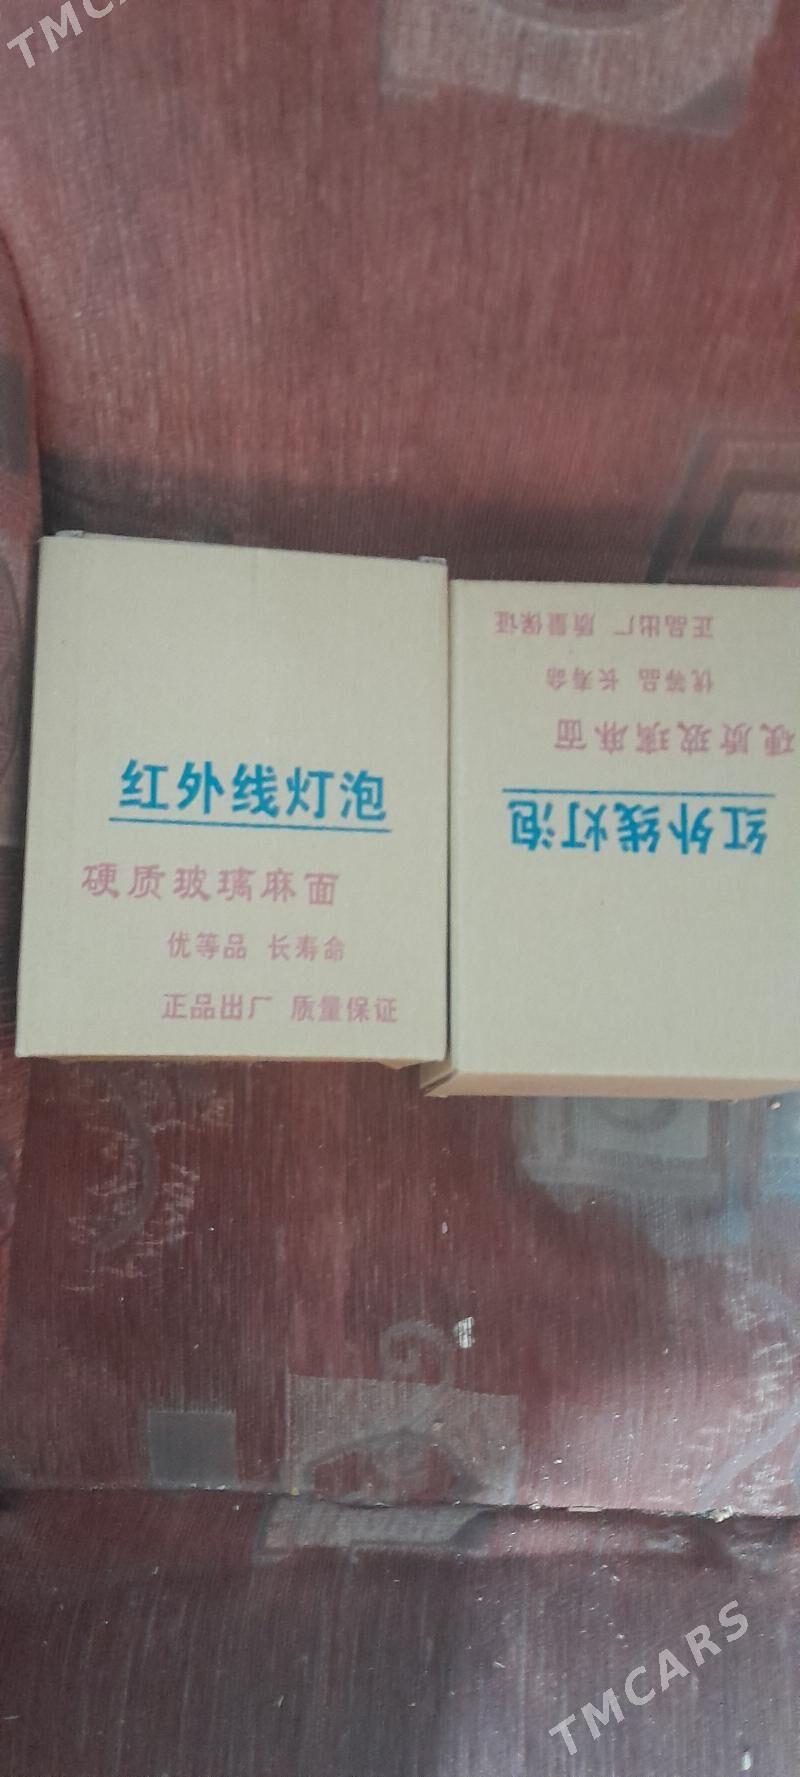 TMCA
红外线灯泡
硬质玻璃麻面
优等品 长寿命
正品出厂 质量保证
红外线灯泡
硬质玻璃麻面
优等品 长寿命
正品出厂 质量保证
TMCARS